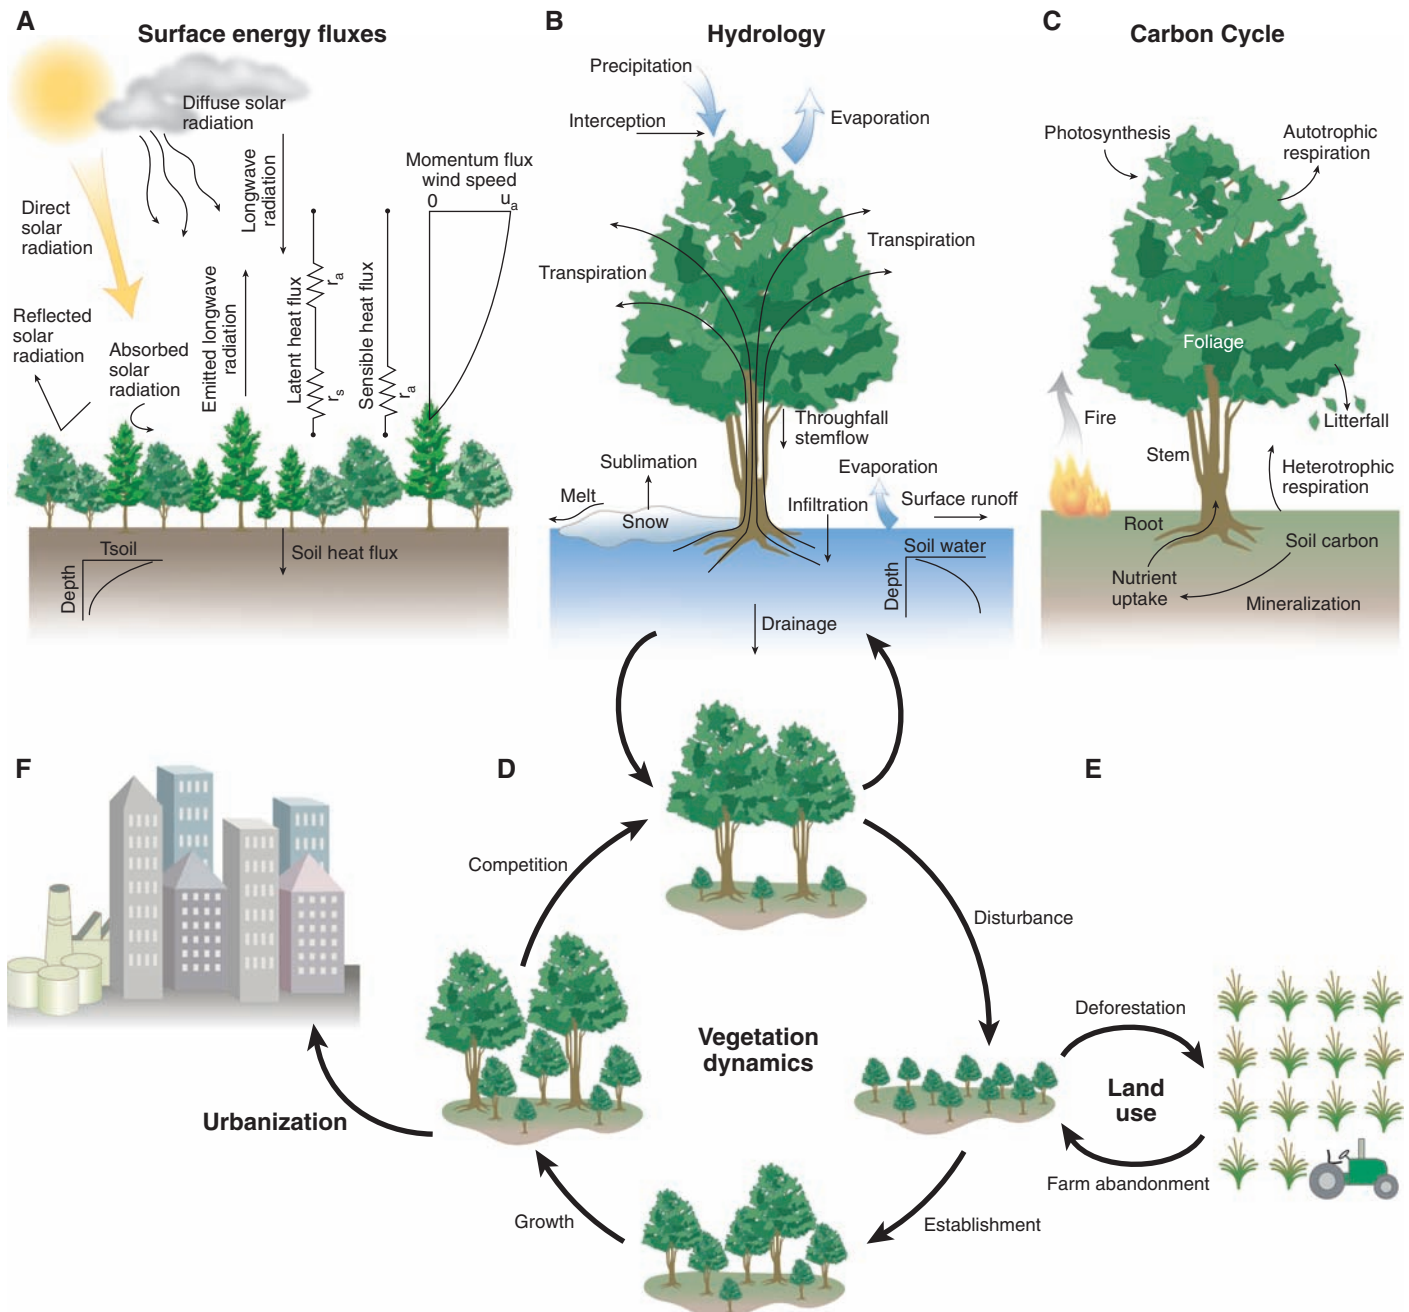 A
Surface energy fluxes
Diffuse solar
radiation
Direct
solar
radiation
Longwave
radiation
Momentum flux
wind speed
0
uₐ
Reflected
solar
radiation
Absorbed
solar
radiation
Emitted longwave
radiation
Latent heat flux
rₐ
rₛ
Sensible heat flux
rₐ
Tsoil
Depth
Soil heat flux
B
Hydrology
Precipitation
Interception
Evaporation
Transpiration
Transpiration
Throughfall
stemflow
Sublimation
Melt
Snow
Evaporation
Infiltration
Surface runoff
Soil water
Depth
Drainage
C
Carbon Cycle
Photosynthesis
Autotrophic
respiration
Foliage
Fire
Litterfall
Stem
Heterotrophic
respiration
Root
Soil carbon
Nutrient
uptake
Mineralization
F
Urbanization
D
Competition
Disturbance
Vegetation
dynamics
Growth
Establishment
E
Deforestation
Land
use
Farm abandonment